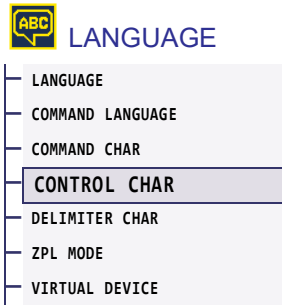 ABC
LANGUAGE
LANGUAGE
COMMAND LANGUAGE
COMMAND CHAR
CONTROL CHAR
DELIMITER CHAR
ZPL MODE
VIRTUAL DEVICE